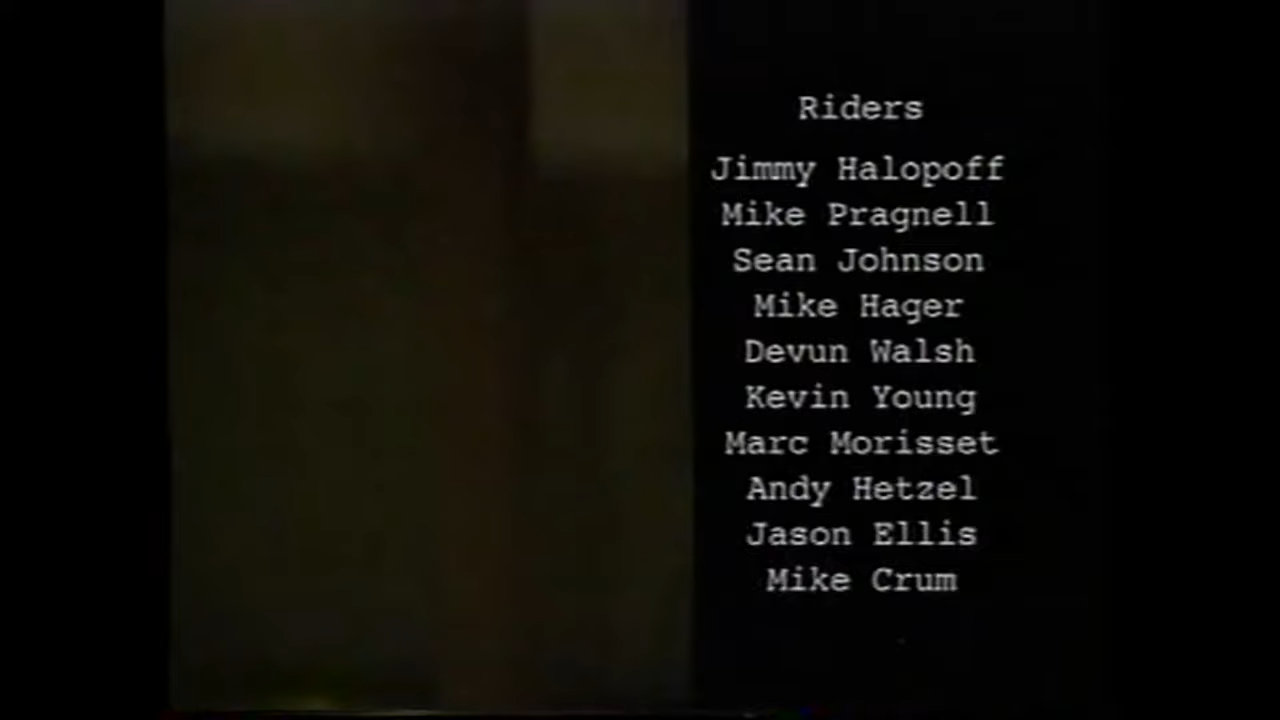 Riders
Jimmy Halopoff
Mike Pragnell
Sean Johnson
Mike Hager
Devun Walsh
Kevin Young
Marc Morisset
Andy Hetzel
Jason Ellis
Mike Crum